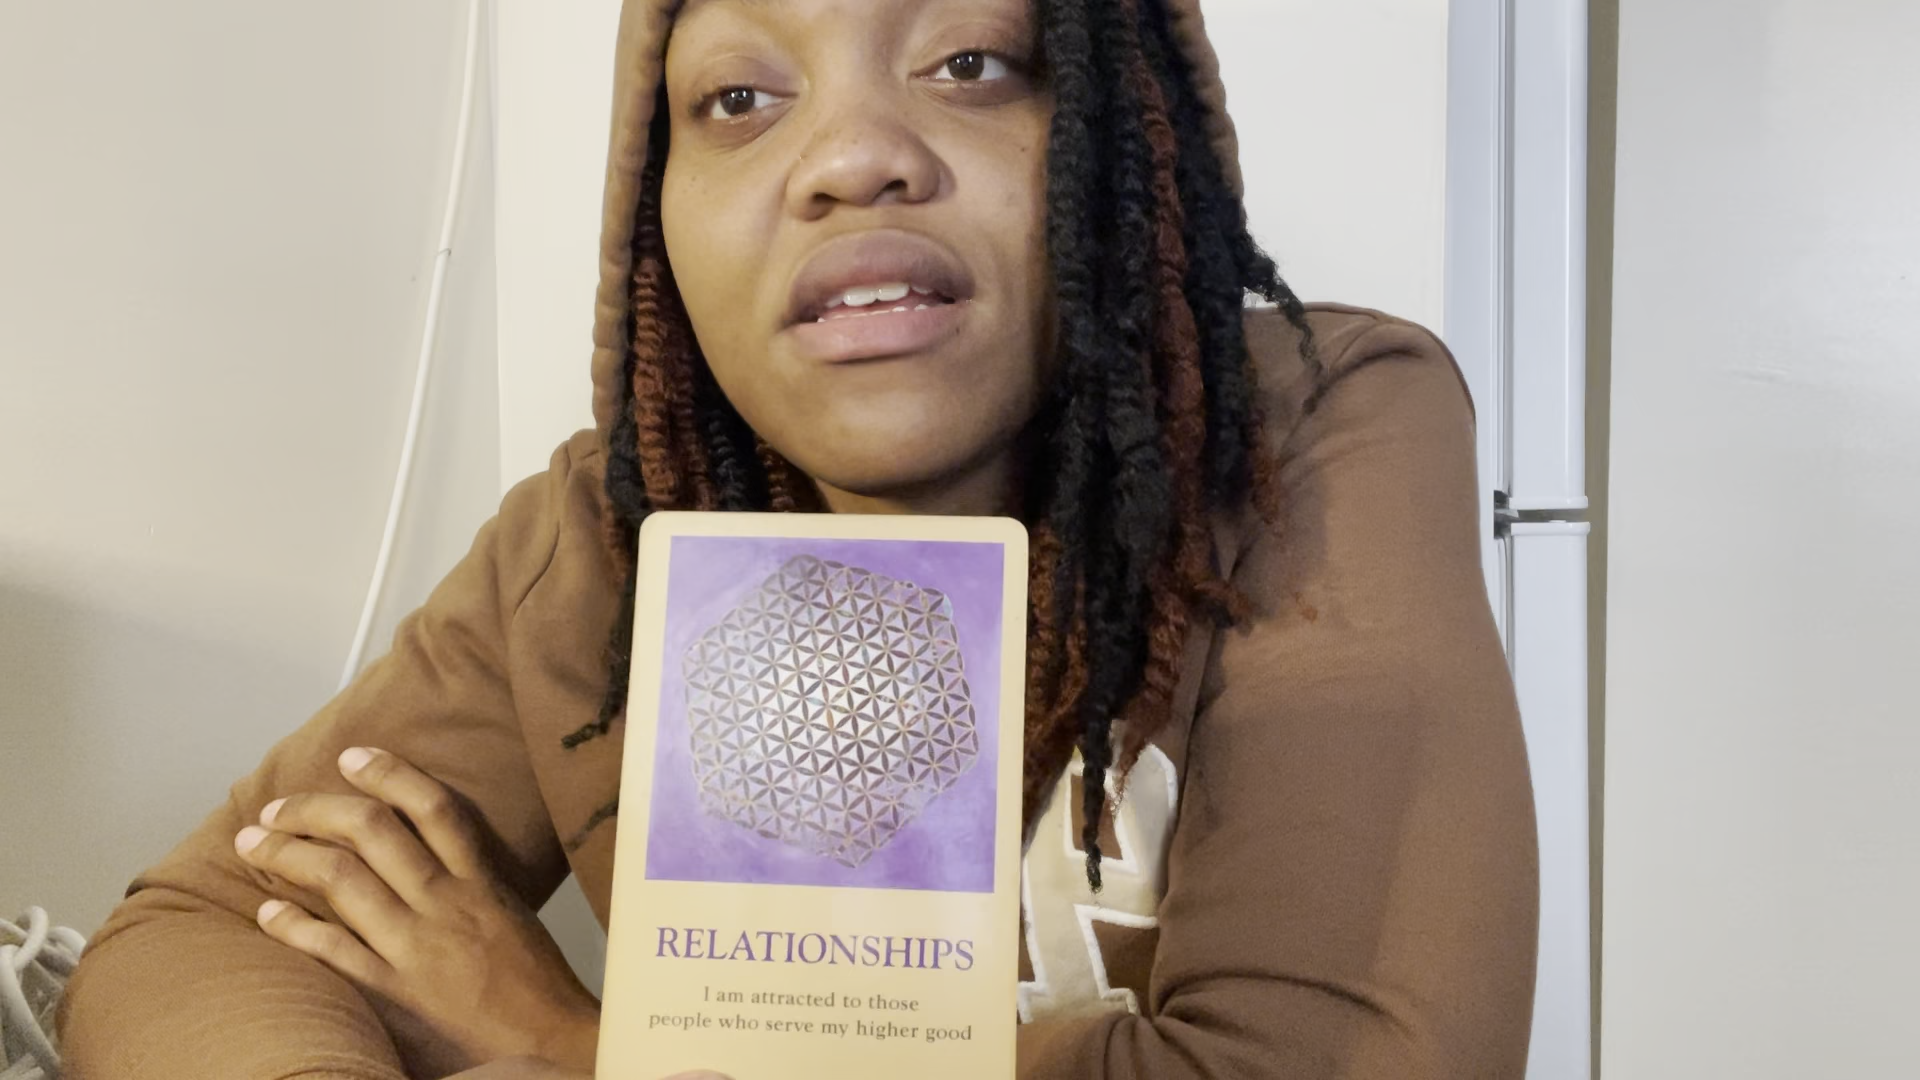 RELATIONSHIPS
I am attracted to those
people who serve my higher good